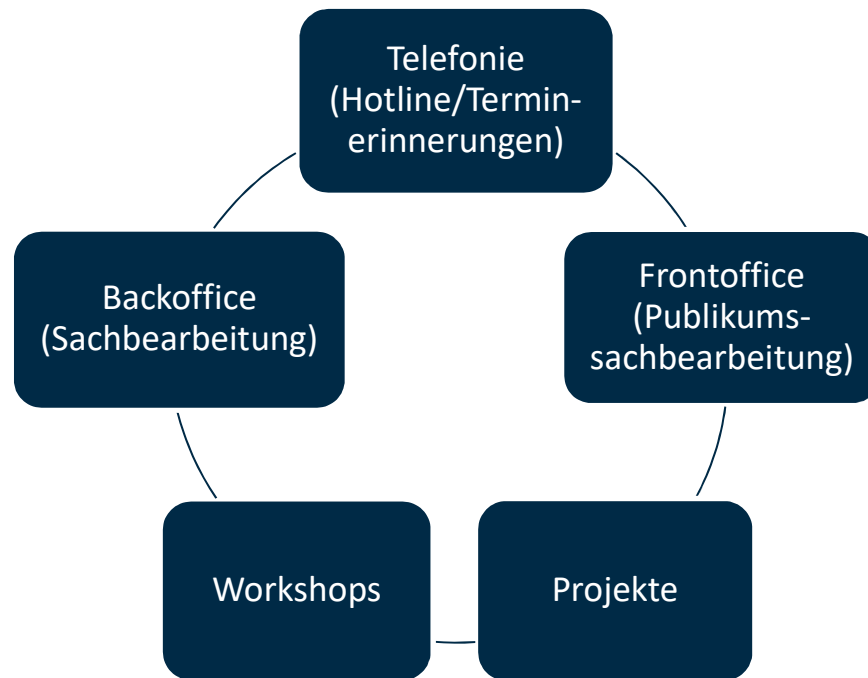 Telefonie
(Hotline/Termin-
erinnerungen)
Frontoffice
(Publikums-
sachbearbeitung)
Projekte
Workshops
Backoffice
(Sachbearbeitung)